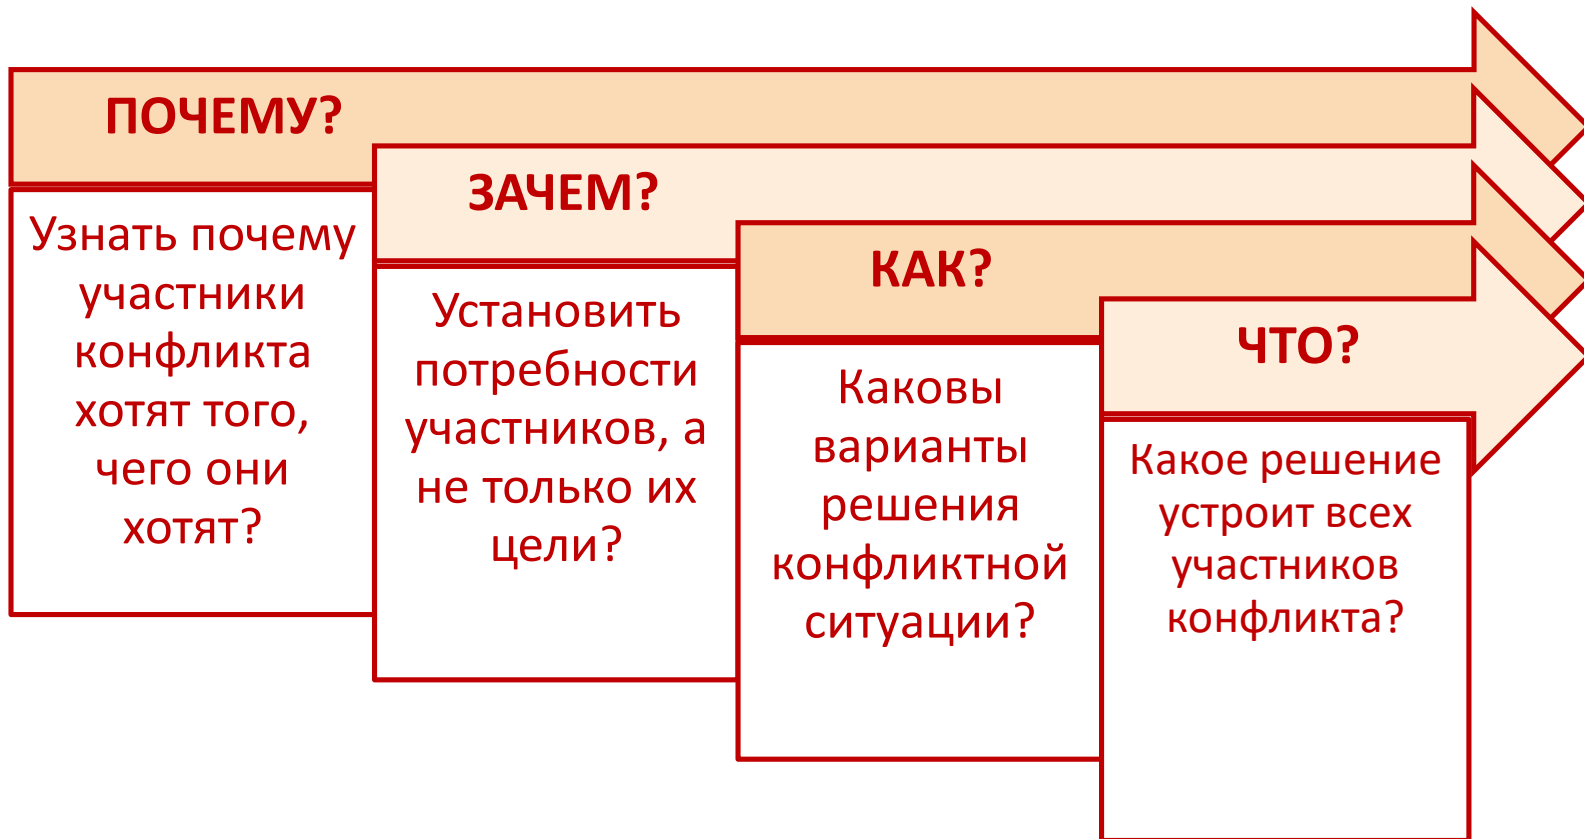 ПОЧЕМУ?
Узнать почему
участники
конфликта
хотят того,
чего они
хотят?
ЗАЧЕМ?
Установить
потребности
участников, а
не только их
цели?
КАК?
Каковы
варианты
решения
конфликтной
ситуации?
ЧТО?
Какое решение
устроит всех
участников
конфликта?